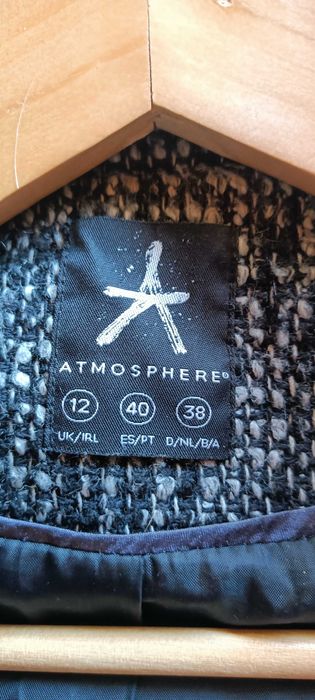 ATMOSPHERE
12 40 38
UK/IRL ES/PT D/NL/B/A